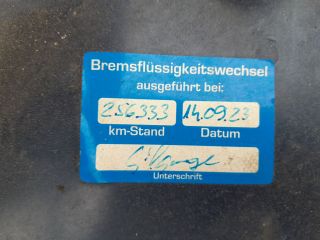 Bremsflüssigkeitswechsel
ausgeführt bei:
256333 14.09.23
km-Stand Datum
Unterschrift